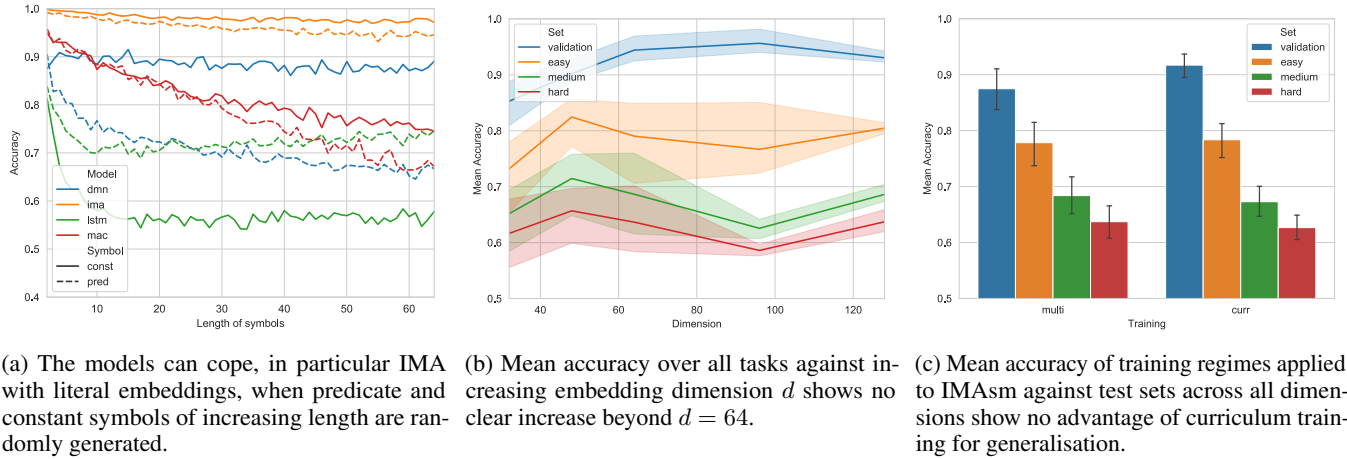 1.0
0.9
0.8
0.7
0.6
0.5
0.4
Accuracy
Model
dmn
ima
lstm
mac
Symbol
const
pred
10 20 30 40 50 60
Length of symbols
1.0
0.9
0.8
0.7
0.6
0.5
Mean Accuracy
Set
validation
easy
medium
hard
40 60 80 100 120
Dimension
1.0
0.9
0.8
0.7
0.6
0.5
Mean Accuracy
Set
validation
easy
medium
hard
multi curr
Training
(a) The models can cope, in particular IMA
with literal embeddings, when predicate and
constant symbols of increasing length are ran-
domly generated.
(b) Mean accuracy over all tasks against in-
creasing embedding dimension d shows no
clear increase beyond d = 64.
(c) Mean accuracy of training regimes applied
to IMAsm against test sets across all dimen-
sions show no advantage of curriculum train-
ing for generalisation.